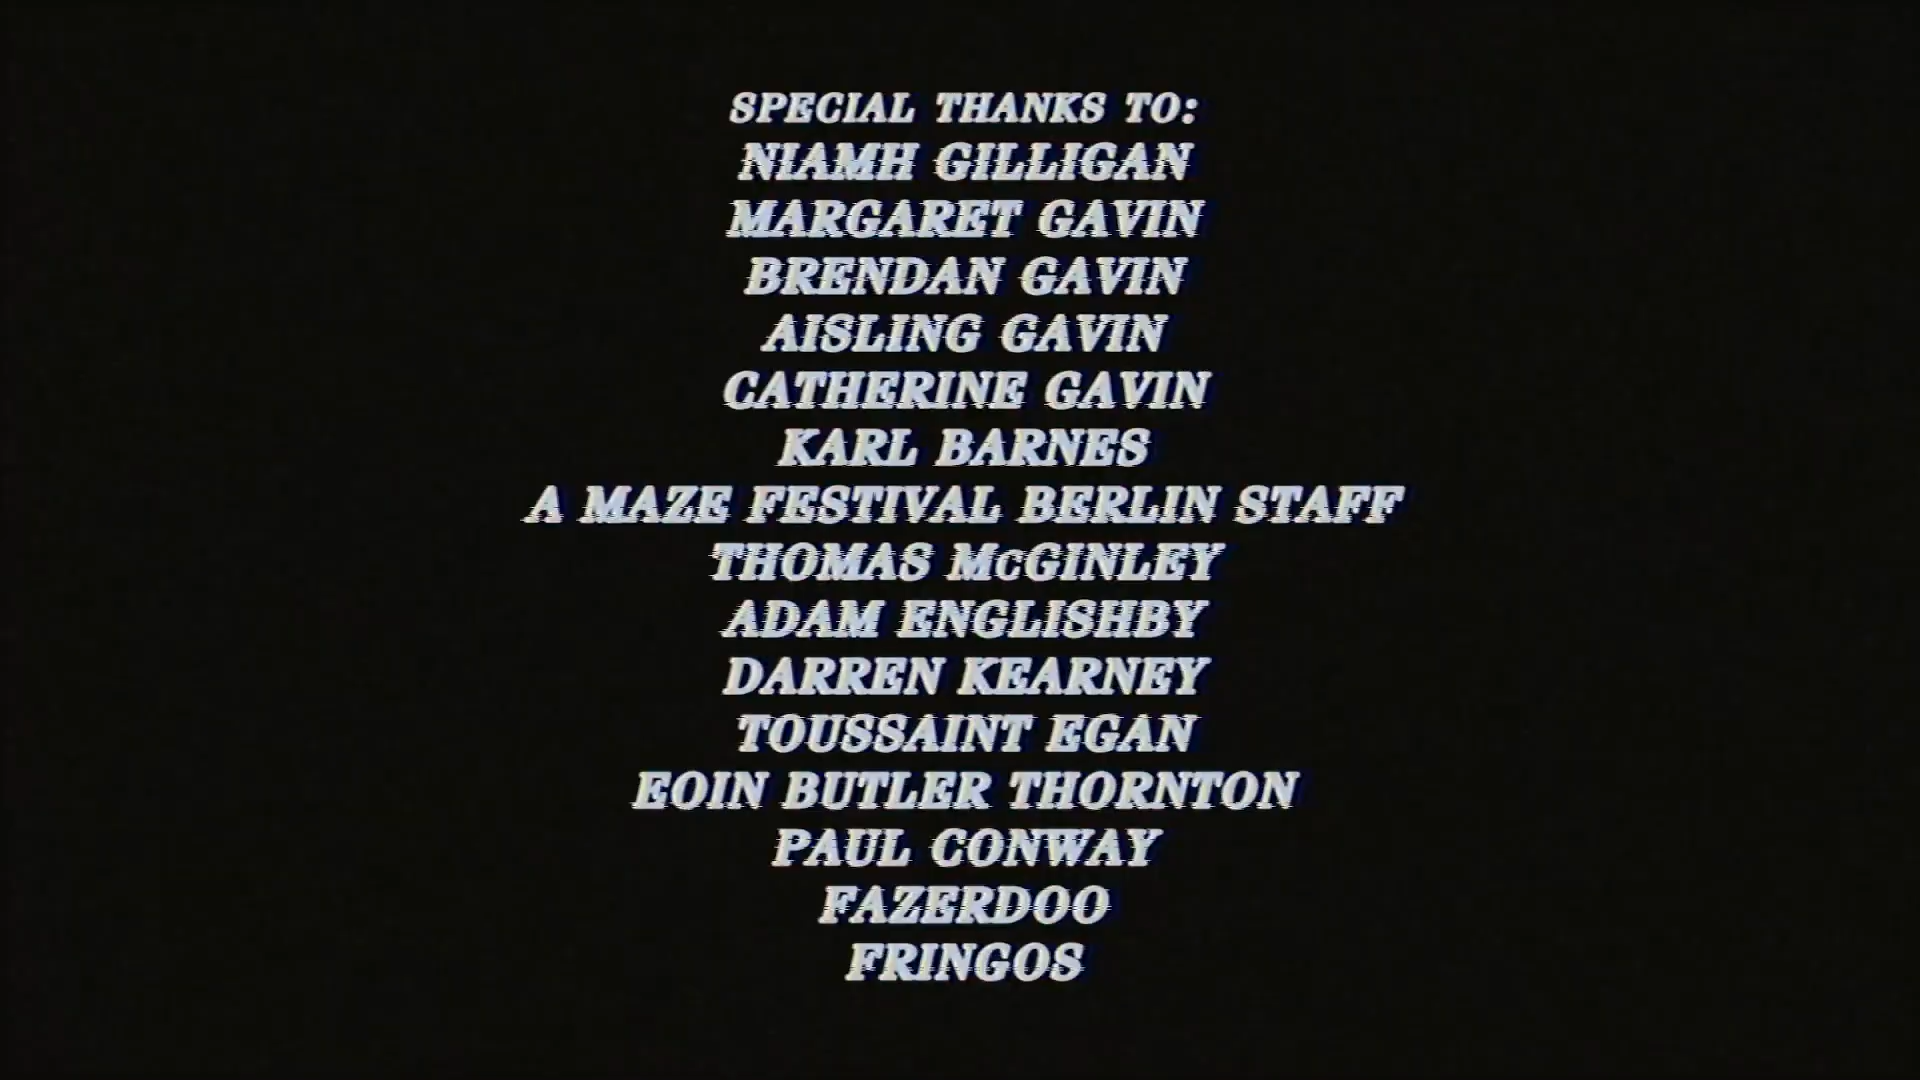 SPECIAL THANKS TO:
NIAMH GILLIGAN
MARGARET GAVIN
BRENDAN GAVIN
AISLING GAVIN
CATHERINE GAVIN
KARL BARNES
A MAZE FESTIVAL BERLIN STAFF
THOMAS McGINLEY
ADAM ENGLISHBY
DARREN KEARNEY
TOUSSAINT EGAN
EOIN BUTLER THORNTON
PAUL CONWAY
FAZERDOO
FRINGOS